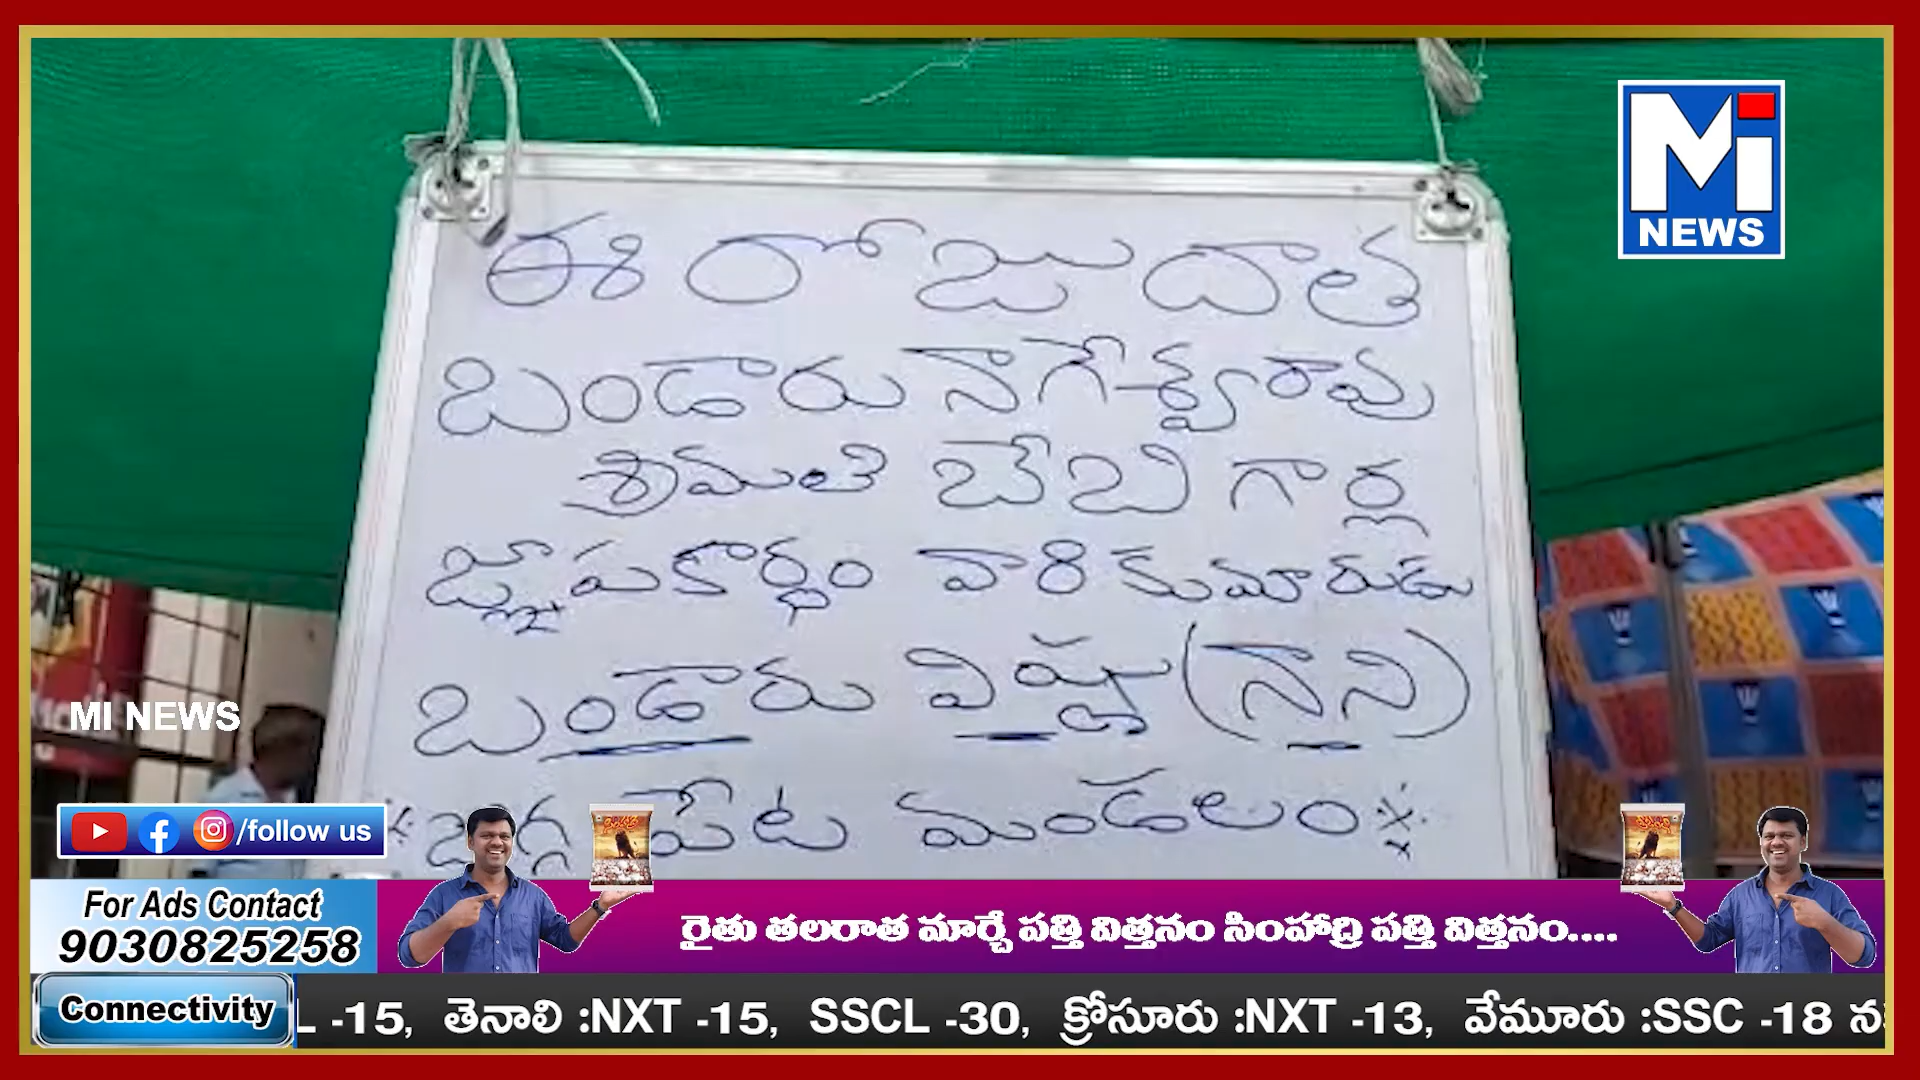 Mi
NEWS
ఈ రోజు దాత
బండారు నాగేశ్వరావు
శ్రీమతి బేబి గార్ల
జ్ఞాపకార్థం వారి కుమారుడు
బండారు విష్ణు (నాని)
పేట మండలం
MI NEWS
/follow us
For Ads Contact
9030825258
రైతు తలరాత మార్చే పత్తి విత్తనం సింహాద్రి పత్తి విత్తనం....
Connectivity
L -15, తెనాలి :NXT -15, SSCL -30, క్రోసూరు :NXT -13, వేమూరు :SSC -18